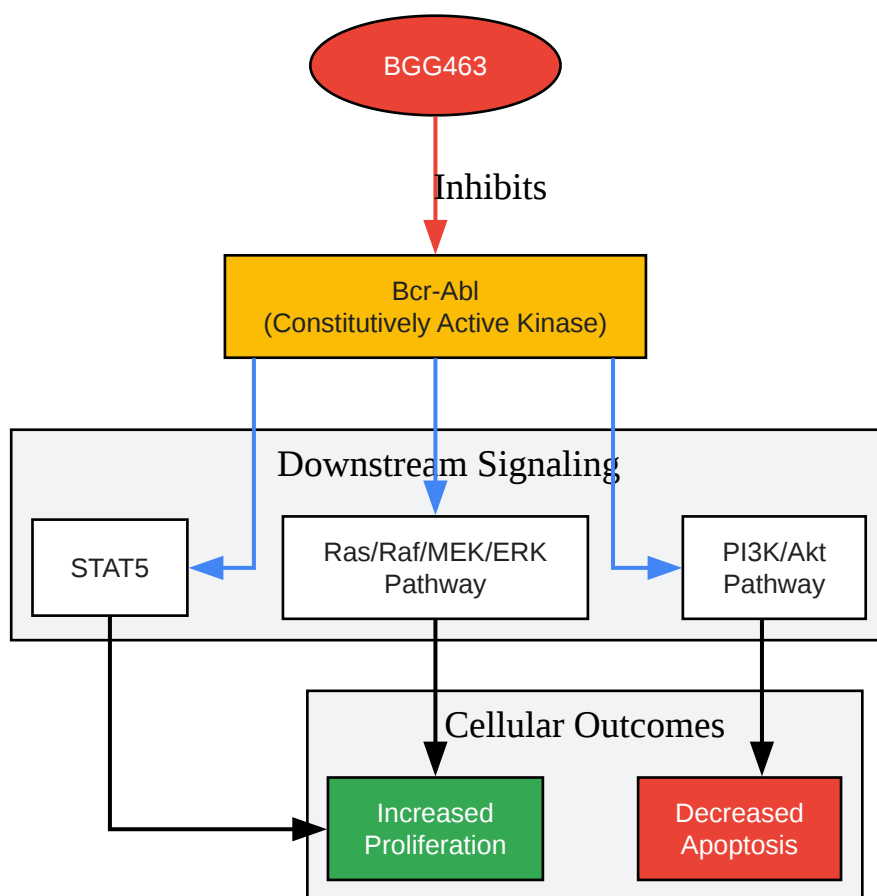 BGG463
Inhibits
Bcr-Abl
(Constitutively Active Kinase)
Downstream Signaling
STAT5
Ras/Raf/MEK/ERK
Pathway
PI3K/Akt
Pathway
Cellular Outcomes
Increased
Proliferation
Decreased
Apoptosis